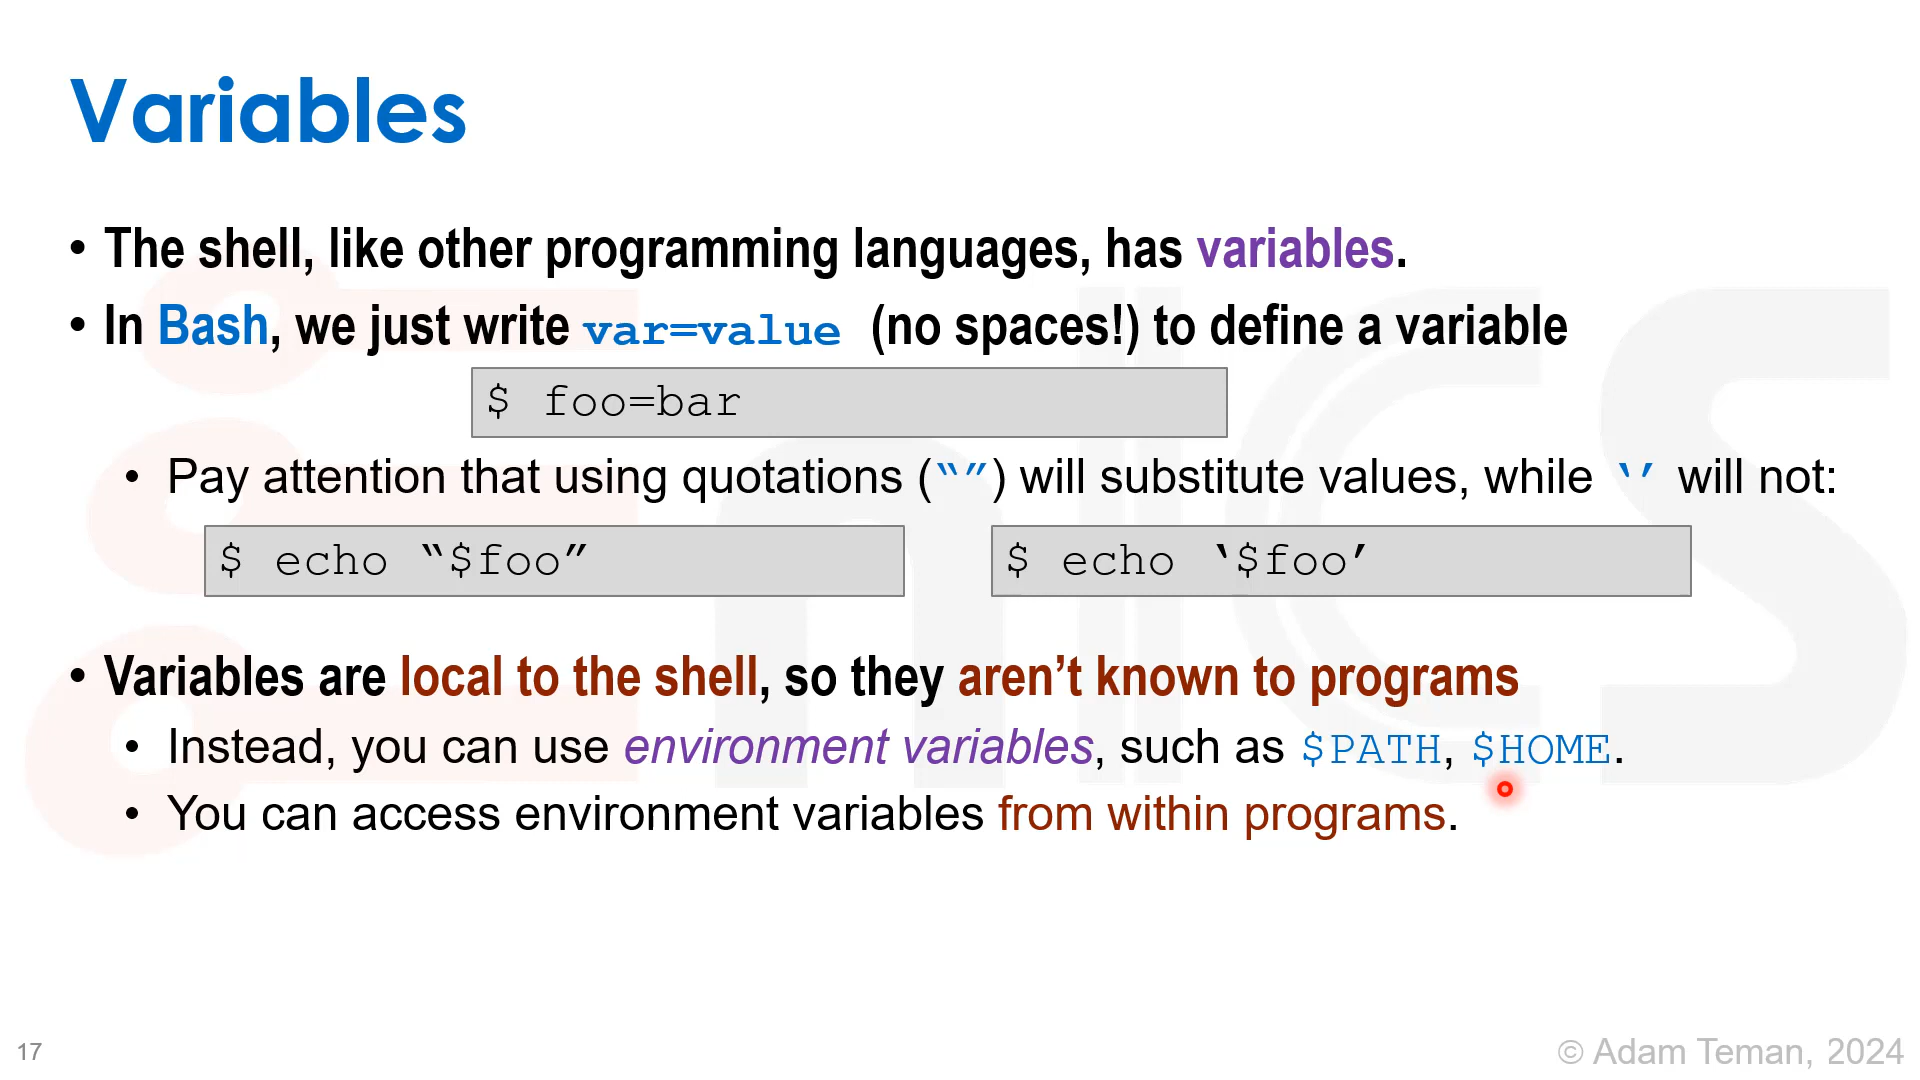 Variables
• The shell, like other programming languages, has variables.
• In Bash, we just write var=value (no spaces!) to define a variable
$ foo=bar
• Pay attention that using quotations (“”) will substitute values, while ‘’ will not:
$ echo “$foo”
$ echo ‘$foo’
• Variables are local to the shell, so they aren’t known to programs
• Instead, you can use environment variables, such as $PATH, $HOME.
• You can access environment variables from within programs.
17
© Adam Teman, 2024